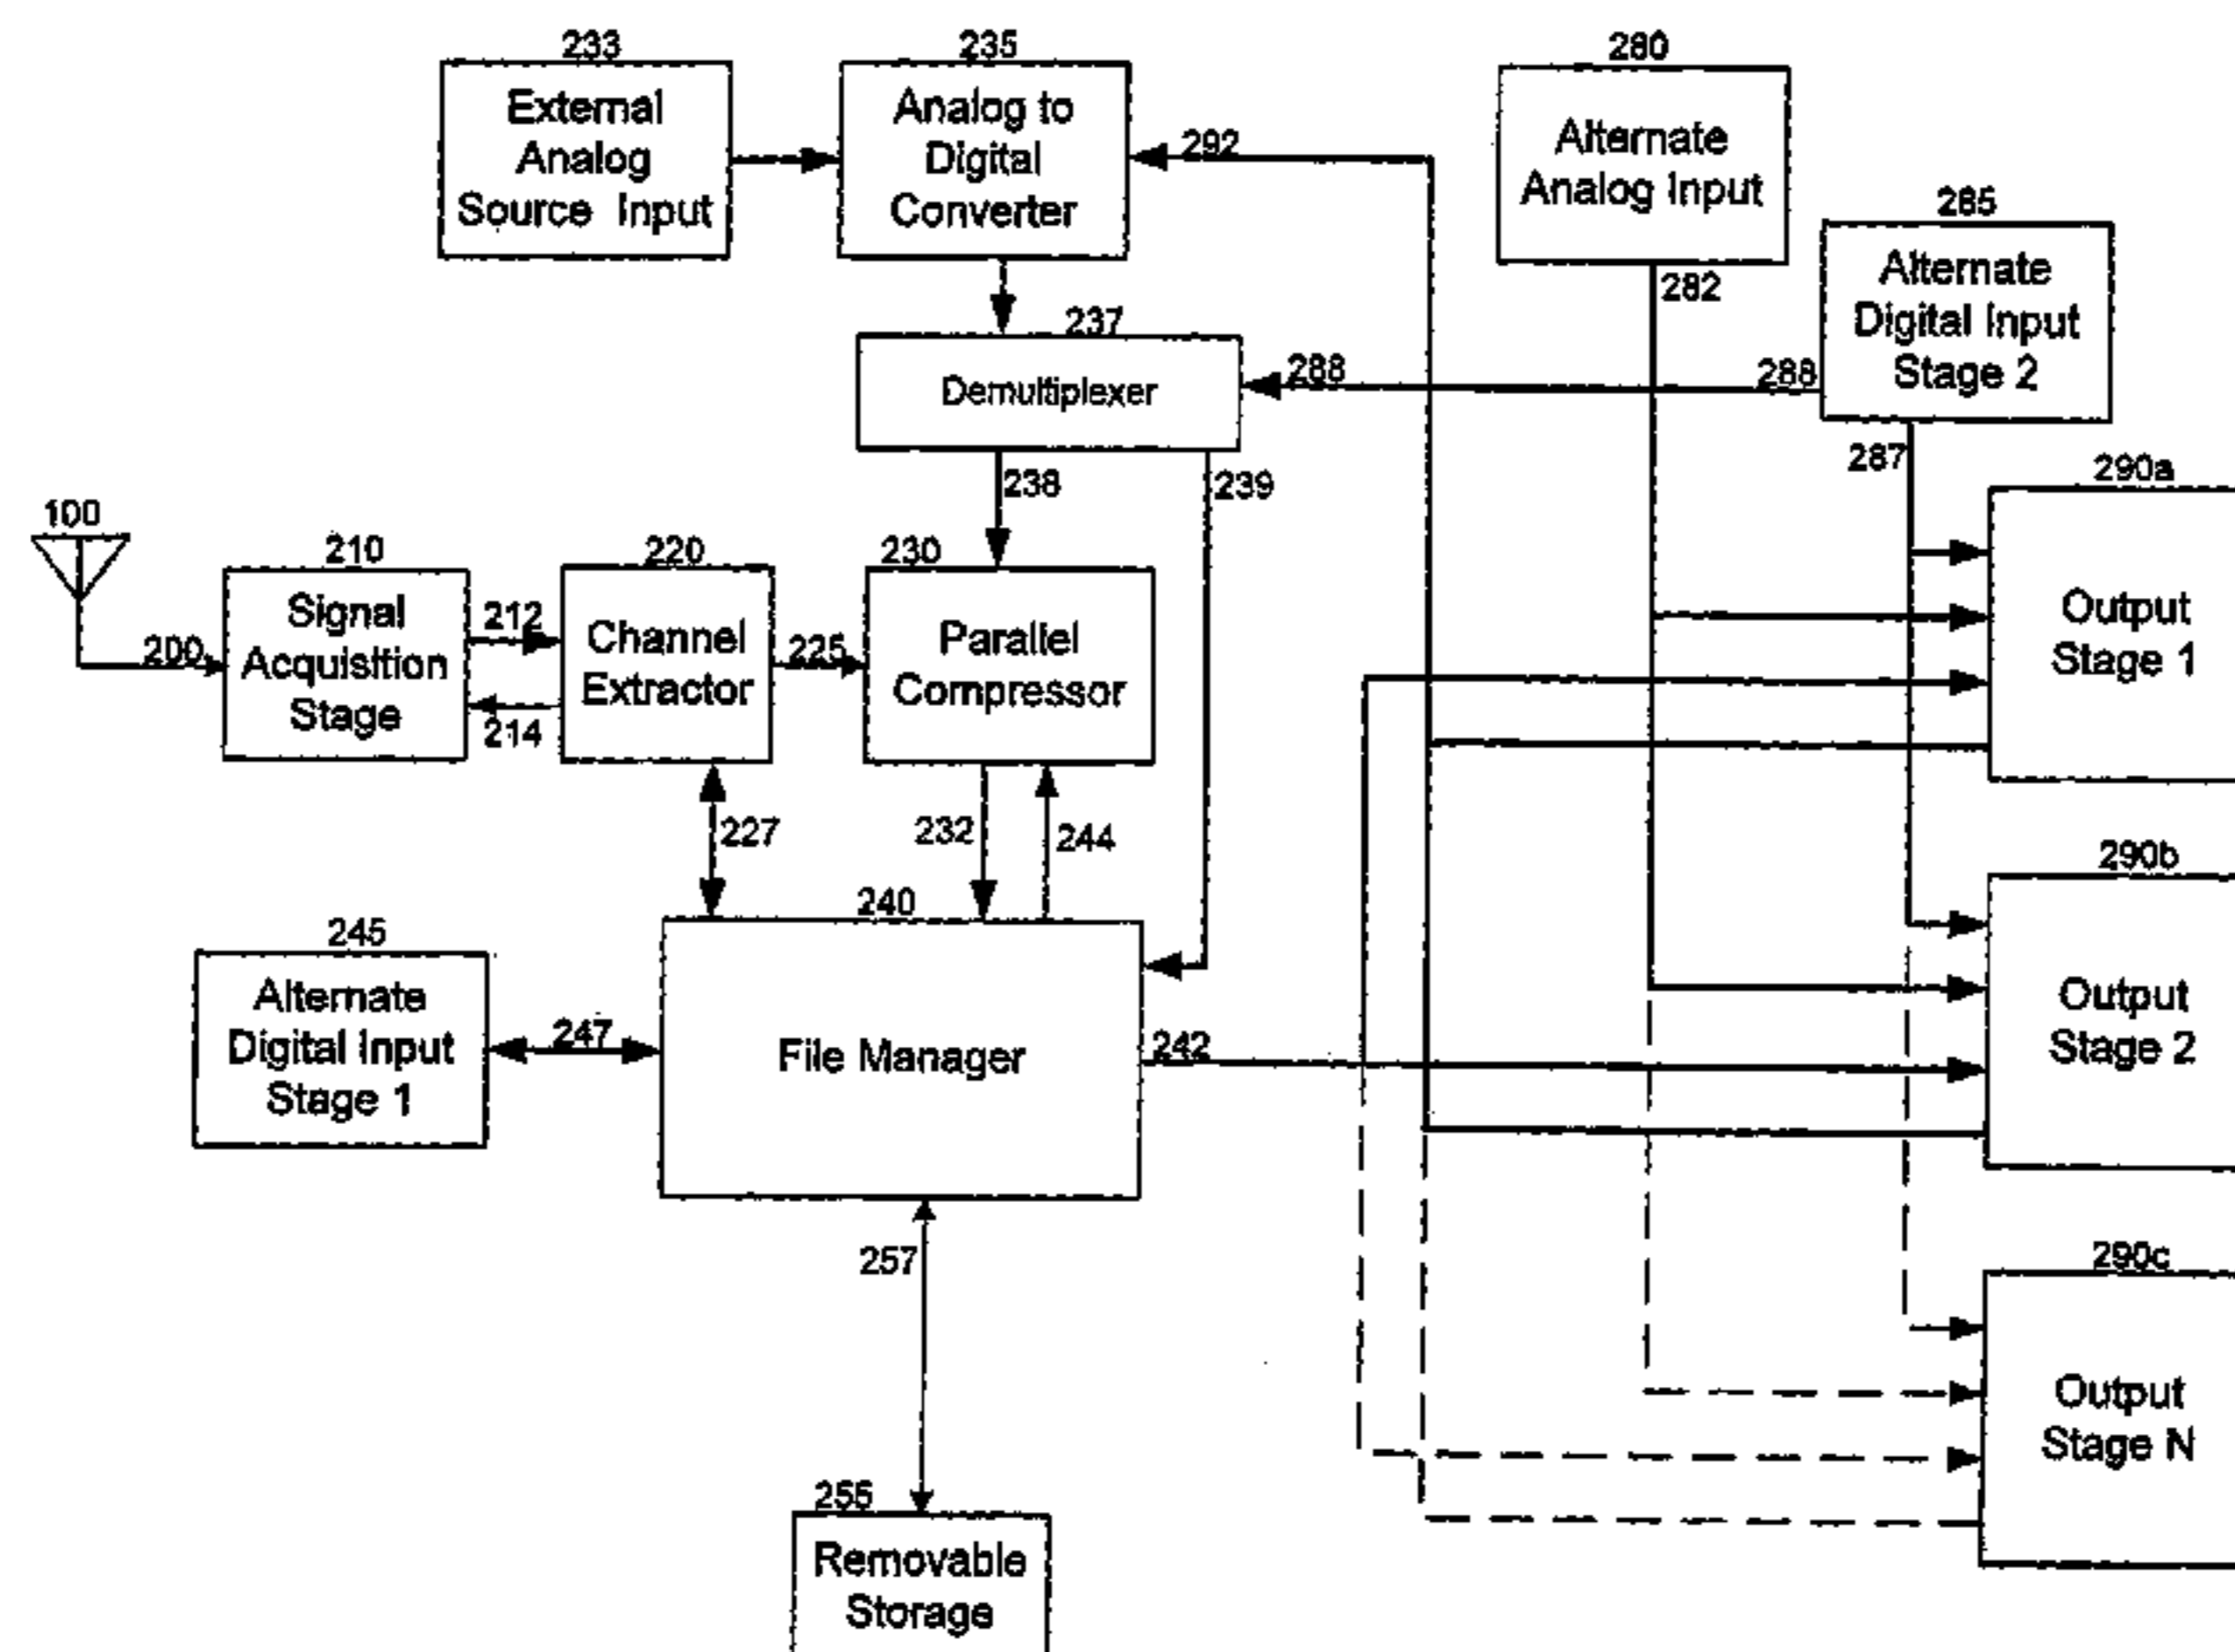 233
External
Analog
Source Input
235
Analog to
Digital
Converter
292
280
Alternate
Analog Input
282
285
Alternate
Digital Input
Stage 2
287
237
Demultiplexer
288
288
238
239
100
200
210
Signal
Acquisition
Stage
212
214
220
Channel
Extractor
225
227
230
Parallel
Compressor
232
244
290a
Output
Stage 1
240
File Manager
242
245
Alternate
Digital Input
Stage 1
247
290b
Output
Stage 2
257
255
Removable
Storage
290c
Output
Stage N